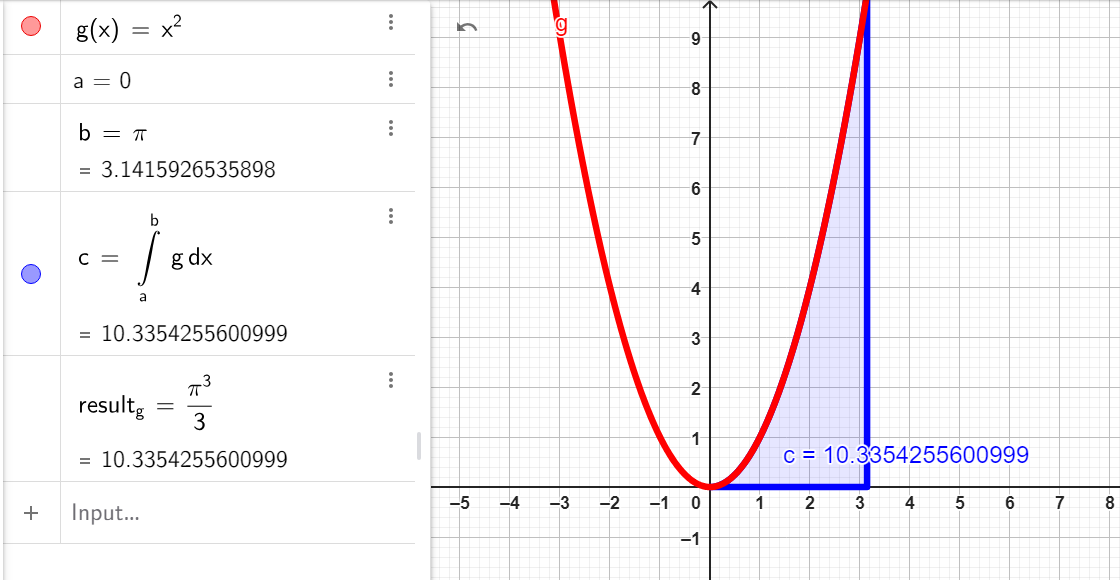 g(x) = x²
a = 0
b = π
= 3.1415926535898
c = ∫ₐᵇ g dx
= 10.3354255600999
result_g = π³/3
= 10.3354255600999
+ Input...
g
9
8
7
6
5
4
3
2
1
c = 10.3354255600999
–5 –4 –3 –2 –1 0 1 2 3 4 5 6 7 8
–1